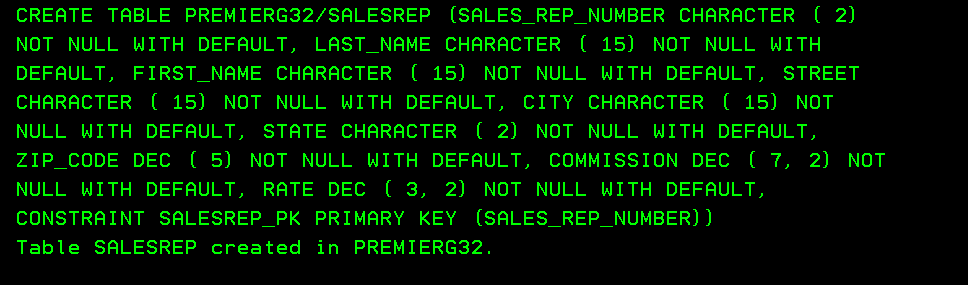 CREATE TABLE PREMIERG32/SALESREP (SALES_REP_NUMBER CHARACTER ( 2)
NOT NULL WITH DEFAULT, LAST_NAME CHARACTER ( 15) NOT NULL WITH
DEFAULT, FIRST_NAME CHARACTER ( 15) NOT NULL WITH DEFAULT, STREET
CHARACTER ( 15) NOT NULL WITH DEFAULT, CITY CHARACTER ( 15) NOT
NULL WITH DEFAULT, STATE CHARACTER ( 2) NOT NULL WITH DEFAULT,
ZIP_CODE DEC ( 5) NOT NULL WITH DEFAULT, COMMISSION DEC ( 7, 2) NOT
NULL WITH DEFAULT, RATE DEC ( 3, 2) NOT NULL WITH DEFAULT,
CONSTRAINT SALESREP_PK PRIMARY KEY (SALES_REP_NUMBER))
Table SALESREP created in PREMIERG32.